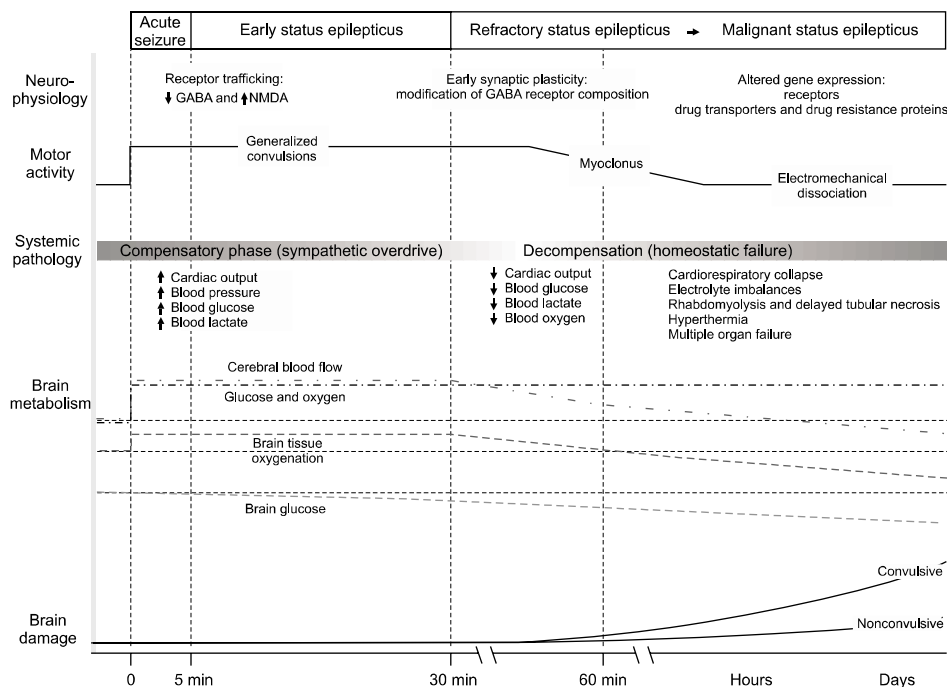 Acute
seizure
Early status epilepticus
Refractory status epilepticus → Malignant status epilepticus
Neuro-
physiology
Receptor trafficking:
↓ GABA and ↑ NMDA
Early synaptic plasticity:
modification of GABA receptor composition
Altered gene expression:
receptors
drug transporters and drug resistance proteins
Motor
activity
Generalized
convulsions
Myoclonus
Electromechanical
dissociation
Systemic
pathology
Compensatory phase (sympathetic overdrive)
Decompensation (homeostatic failure)
↑ Cardiac output
↑ Blood pressure
↑ Blood glucose
↑ Blood lactate
↓ Cardiac output
↓ Blood glucose
↓ Blood lactate
↓ Blood oxygen
Cardiorespiratory collapse
Electrolyte imbalances
Rhabdomyolysis and delayed tubular necrosis
Hyperthermia
Multiple organ failure
Brain
metabolism
Cerebral blood flow
Glucose and oxygen
Brain tissue
oxygenation
Brain glucose
Brain
damage
Convulsive
Nonconvulsive
0 5 min 30 min 60 min Hours Days